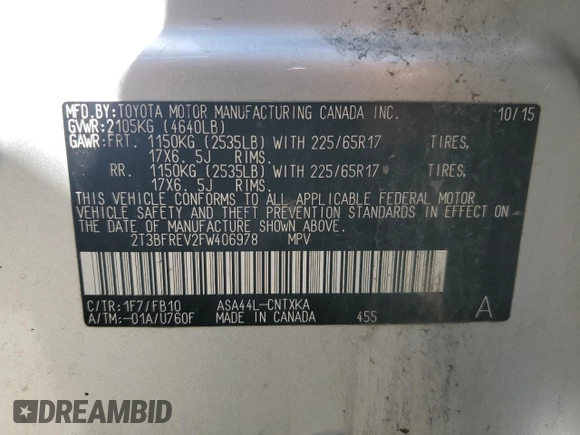 MFD.BY:TOYOTA MOTOR MANUFACTURING CANADA INC. 10/15
GVWR:2105KG (4640LB)
GAWR:FRT. 1150KG (2535LB) WITH 225/65R17 TIRES,
17X6. 5J RIMS.
RR. 1150KG (2535LB) WITH 225/65R17 TIRES,
17X6. 5J RIMS.
THIS VEHICLE CONFORMS TO ALL APPLICABLE FEDERAL MOTOR
VEHICLE SAFETY AND THEFT PREVENTION STANDARDS IN EFFECT ON
THE DATE OF MANUFACTURE SHOWN ABOVE.
2T3BFREV2FW406978 MPV
C/TR:1F7/FB10 ASA44L-CNTXKA A
A/TM:-01A/U760F MADE IN CANADA 455
DREAMBID